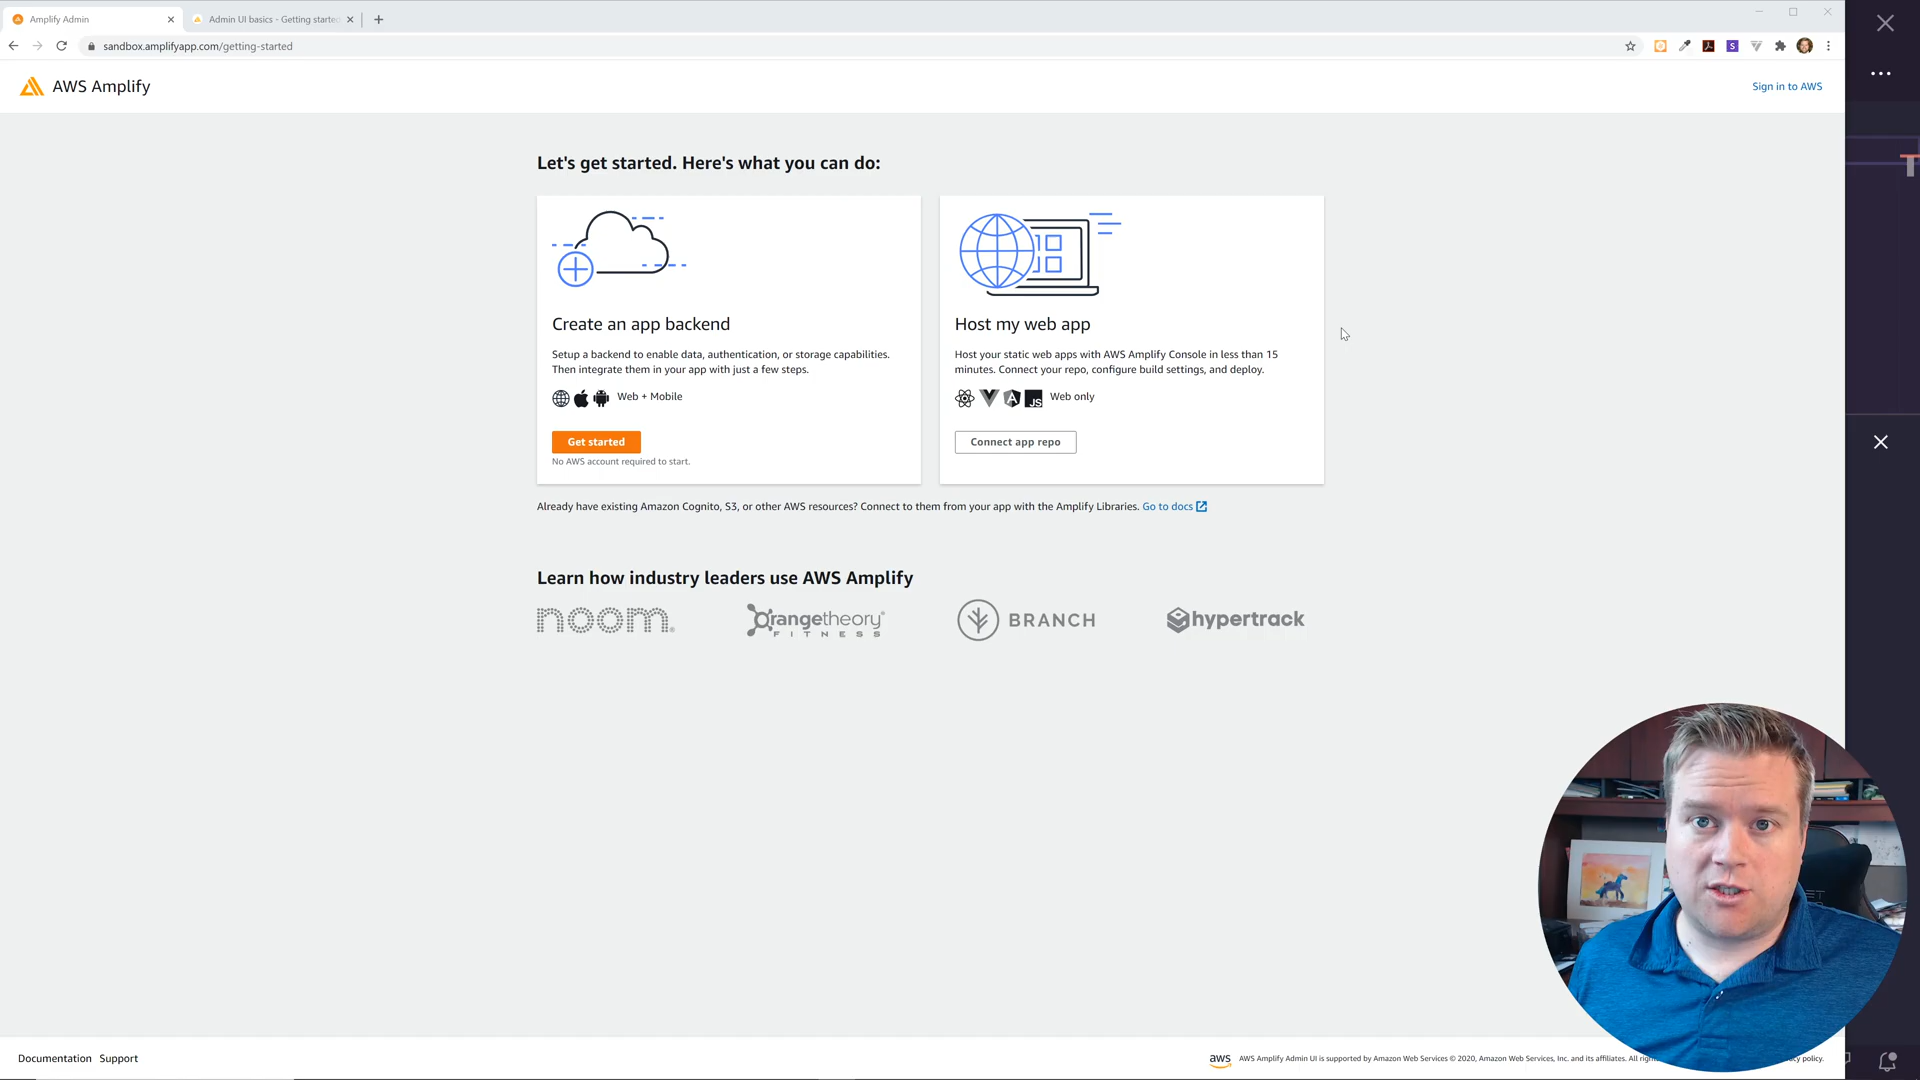 Amplify Admin
Admin UI basics - Getting starte
sandbox.amplifyapp.com/getting-started
AWS Amplify
Sign in to AWS
Let's get started. Here's what you can do:
Create an app backend
Setup a backend to enable data, authentication, or storage capabilities.
Then integrate them in your app with just a few steps.
Web + Mobile
Get started
No AWS account required to start.
Host my web app
Host your static web apps with AWS Amplify Console in less than 15
minutes. Connect your repo, configure build settings, and deploy.
JS
Web only
Connect app repo
Already have existing Amazon Cognito, S3, or other AWS resources? Connect to them from your app with the Amplify Libraries. Go to docs
Learn how industry leaders use AWS Amplify
noom
orangetheory
FITNESS
BRANCH
hypertrack
Documentation Support
aws AWS Amplify Admin UI is supported by Amazon Web Services © 2020, Amazon Web Services, Inc. and its affiliates. All policy.